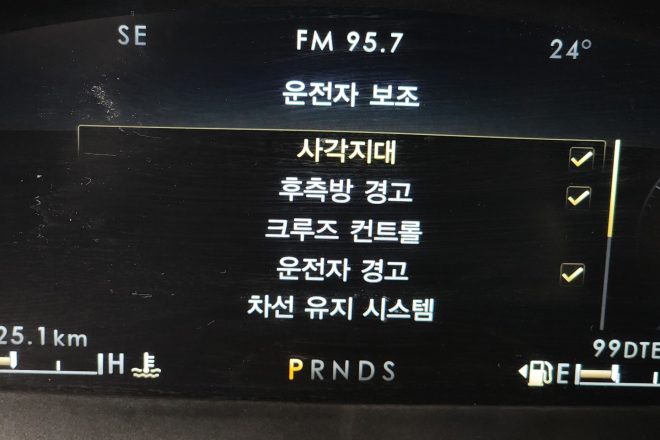 SE FM 95.7 24°
운전자 보조
사각지대
후측방 경고
크루즈 컨트롤
운전자 경고
차선 유지 시스템
25.1km 99DTE
H PRNDS E